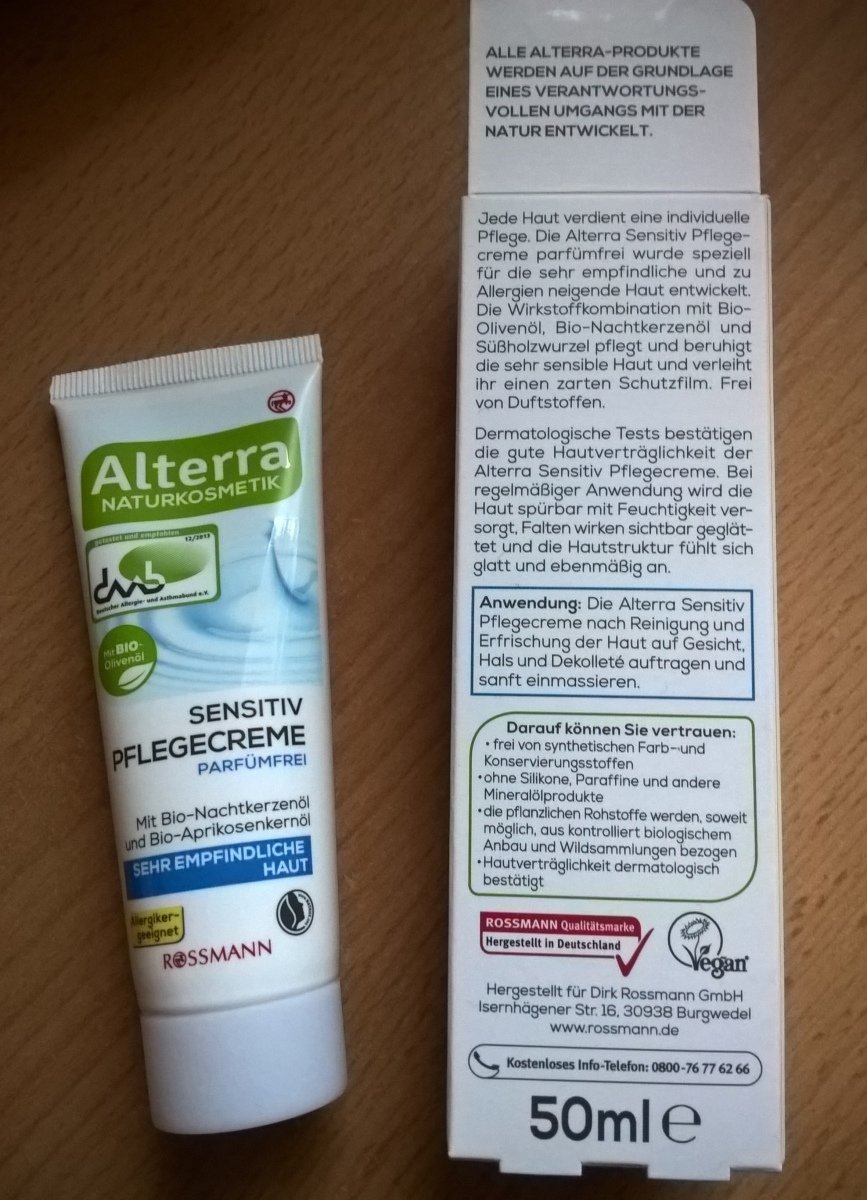 Alterra
NATURKOSMETIK
getestet und empfohlen
12/2013
daab
Deutscher Allergie- und Asthmabund e.V.
Mit BIO-
Olivenöl
SENSITIV
PFLEGECREME
PARFÜMFREI
Mit Bio-Nachtkerzenöl
und Bio-Aprikosenkernöl
SEHR EMPFINDLICHE
HAUT
Allergiker-
geeignet
ROSSMANN
ALLE ALTERRA-PRODUKTE
WERDEN AUF DER GRUNDLAGE
EINES VERANTWORTUNGS-
VOLLEN UMGANGS MIT DER
NATUR ENTWICKELT.
Jede Haut verdient eine individuelle
Pflege. Die Alterra Sensitiv Pflege-
creme parfümfrei wurde speziell
für die sehr empfindliche und zu
Allergien neigende Haut entwickelt.
Die Wirkstoffkombination mit Bio-
Olivenöl, Bio-Nachtkerzenöl und
Süßholzwurzel pflegt und beruhigt
die sehr sensible Haut und verleiht
ihr einen zarten Schutzfilm. Frei
von Duftstoffen.
Dermatologische Tests bestätigen
die gute Hautverträglichkeit der
Alterra Sensitiv Pflegecreme. Bei
regelmäßiger Anwendung wird die
Haut spürbar mit Feuchtigkeit ver-
sorgt, Falten wirken sichtbar geglät-
tet und die Hautstruktur fühlt sich
glatt und ebenmäßig an.
Anwendung: Die Alterra Sensitiv
Pflegecreme nach Reinigung und
Erfrischung der Haut auf Gesicht,
Hals und Dekolleté auftragen und
sanft einmassieren.
Darauf können Sie vertrauen:
• frei von synthetischen Farb- und
Konservierungsstoffen
• ohne Silikone, Paraffine und andere
Mineralölprodukte
• die pflanzlichen Rohstoffe werden, soweit
möglich, aus kontrolliert biologischem
Anbau und Wildsammlungen bezogen
• Hautverträglichkeit dermatologisch
bestätigt
ROSSMANN Qualitätsmarke
Hergestellt in Deutschland
Vegan
Hergestellt für Dirk Rossmann GmbH
Isernhägener Str. 16, 30938 Burgwedel
www.rossmann.de
Kostenloses Info-Telefon: 0800-76 77 62 66
50ml e